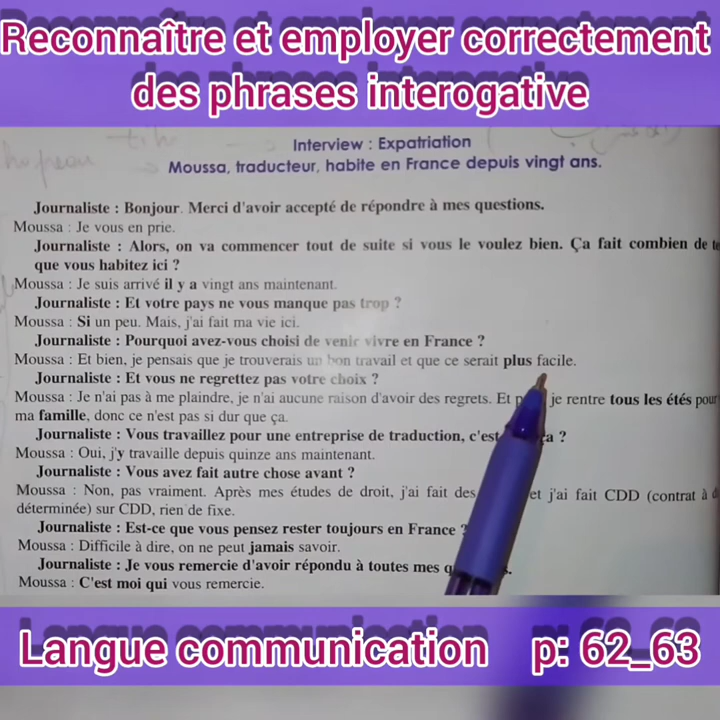 Reconnaître et employer correctement
des phrases interogative
Interview : Expatriation
Moussa, traducteur, habite en France depuis vingt ans.
Journaliste : Bonjour. Merci d'avoir accepté de répondre à mes questions.
Moussa : Je vous en prie.
Journaliste : Alors, on va commencer tout de suite si vous le voulez bien. Ça fait combien de
que vous habitez ici ?
Moussa : Je suis arrivé il y a vingt ans maintenant.
Journaliste : Et votre pays ne vous manque pas trop ?
Moussa : Si un peu. Mais, j'ai fait ma vie ici.
Journaliste : Pourquoi avez-vous choisi de venir vivre en France ?
Moussa : Et bien, je pensais que je trouverais un bon travail et que ce serait plus facile.
Journaliste : Et vous ne regrettez pas votre choix ?
Moussa : Je n'ai pas à me plaindre, je n'ai aucune raison d'avoir des regrets. Et je rentre tous les étés pour
ma famille, donc ce n'est pas si dur que ça.
Journaliste : Vous travaillez pour une entreprise de traduction, c'est ?
Moussa : Oui, j'y travaille depuis quinze ans maintenant.
Journaliste : Vous avez fait autre chose avant ?
Moussa : Non, pas vraiment. Après mes études de droit, j'ai fait des et j'ai fait CDD (contrat à
déterminée) sur CDD, rien de fixe.
Journaliste : Est-ce que vous pensez rester toujours en France ?
Moussa : Difficile à dire, on ne peut jamais savoir.
Journaliste : Je vous remercie d'avoir répondu à toutes mes
Moussa : C'est moi qui vous remercie.
Langue communication p: 62_63